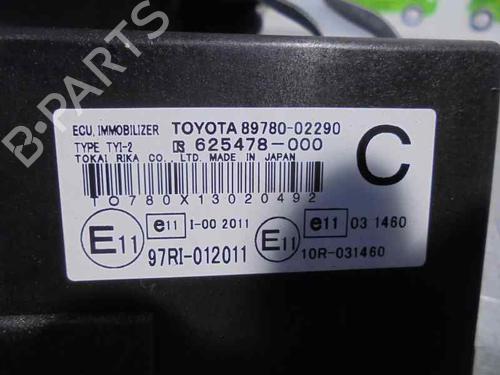 ECU, IMMOBILIZER TOYOTA 89780-02290
TYPE TYI-2 R 625478-000
TOKAI RIKA CO., LTD. MADE IN JAPAN
TO780X13020492
C
E11 e11 I-00 2011 E11 e11 03 1460
97RI-012011 10R-031460
B-PARTS